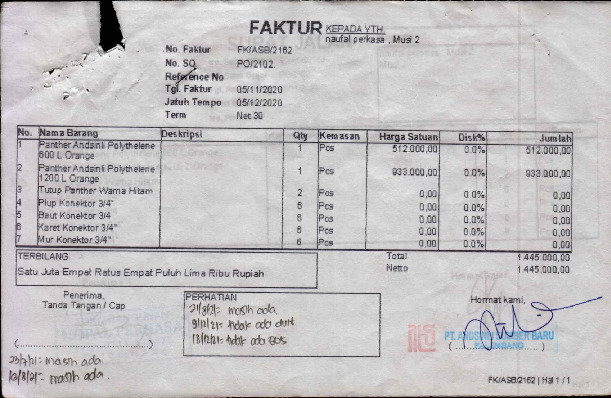 FAKTUR
KEPADA YTH.
naufal perkasa , Musi 2
No. Faktur FK/ASB/2162
No. SO PO/2102.
Reference No
Tgl. Faktur 05/11/2020
Jatuh Tempo 05/12/2020
Term Net 30
No. Nama Barang Deskripsi Qty Kemasan Harga Satuan Disk% Jumlah
1 Panther Andsinli Polythelene 600 L Orange 1 Pcs 512.000,00 0.0% 512.000,00
2 Panther Andsinli Polythelene 1200 L Orange 1 Pcs 933.000,00 0.0% 933.000,00
3 Tutup Panther Warna Hitam 2 Pcs 0,00 0.0% 0,00
4 Plup Konektor 3/4" 6 Pcs 0,00 0.0% 0,00
5 Baut Konektor 3/4 6 Pcs 0,00 0.0% 0,00
6 Karet Konektor 3/4" 6 Pcs 0,00 0.0% 0,00
7 Mur Konektor 3/4" 6 Pcs 0,00 0.0% 0,00
TERBILANG
Satu Juta Empat Ratus Empat Puluh Lima Ribu Rupiah
Total 1.445.000,00
Netto 1.445.000,00
Penerima,
Tanda Tangan / Cap
PERHATIAN
masih ada
tidak ada
tidak ada Bos
Hormat kami,
PT. ANDSINLI SUMBER BARU
PALEMBANG
masih ada
masih ada
FK/ASB/2162 | Hal 1 / 1